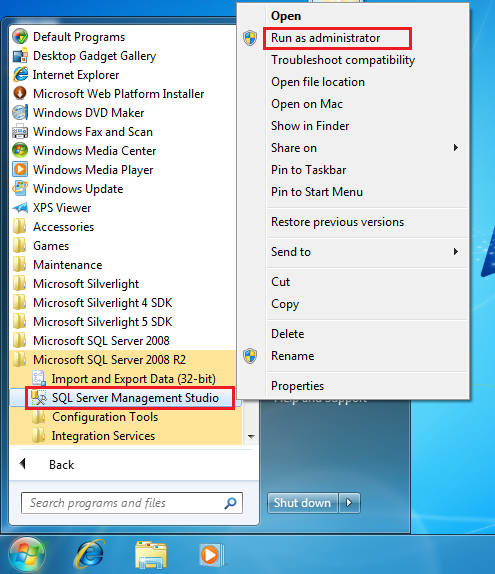 Default Programs
Desktop Gadget Gallery
Internet Explorer
Microsoft Web Platform Installer
Windows DVD Maker
Windows Fax and Scan
Windows Media Center
Windows Media Player
Windows Update
XPS Viewer
Accessories
Games
Maintenance
Microsoft Silverlight
Microsoft Silverlight 4 SDK
Microsoft Silverlight 5 SDK
Microsoft SQL Server 2008
Microsoft SQL Server 2008 R2
Import and Export Data (32-bit)
SQL Server Management Studio
Configuration Tools
Integration Services
Back
Search programs and files
Open
Run as administrator
Troubleshoot compatibility
Open file location
Open on Mac
Show in Finder
Share on
Pin to Taskbar
Pin to Start Menu
Restore previous versions
Send to
Cut
Copy
Delete
Rename
Properties
Help and Support
Shut down